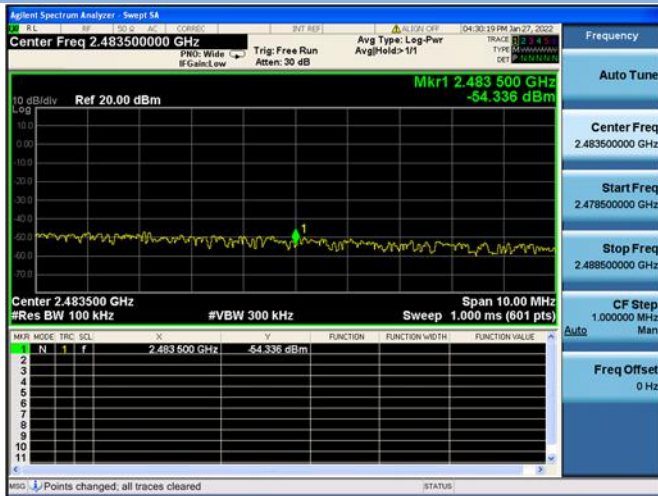 Agilent Spectrum Analyzer - Swept SA
RL RF 50 Ω AC CORREC INT REF ALIGN OFF 04:30:19 PM Jan 27, 2022
Center Freq 2.483500000 GHz
PNO: Wide
IFGain:Low
Trig: Free Run
Atten: 30 dB
Avg Type: Log-Pwr
Avg|Hold:>1/1
TRACE 1 2 3 4 5
TYPE M
DET P N N N N N
Mkr1 2.483 500 GHz
-54.336 dBm
10 dB/div Ref 20.00 dBm
Log
10.0
0.00
-10.0
-20.0
-30.0
-40.0
-50.0
-60.0
-70.0
1
Center 2.483500 GHz Span 10.00 MHz
#Res BW 100 kHz #VBW 300 kHz Sweep 1.000 ms (601 pts)
MKR MODE TRC SCL X Y FUNCTION FUNCTION WIDTH FUNCTION VALUE
1 N 1 f 2.483 500 GHz -54.336 dBm
2
3
4
5
6
7
8
9
10
11
MSG Points changed; all traces cleared STATUS
Frequency
Auto Tune
Center Freq
2.483500000 GHz
Start Freq
2.478500000 GHz
Stop Freq
2.488500000 GHz
CF Step
1.000000 MHz
Auto Man
Freq Offset
0 Hz